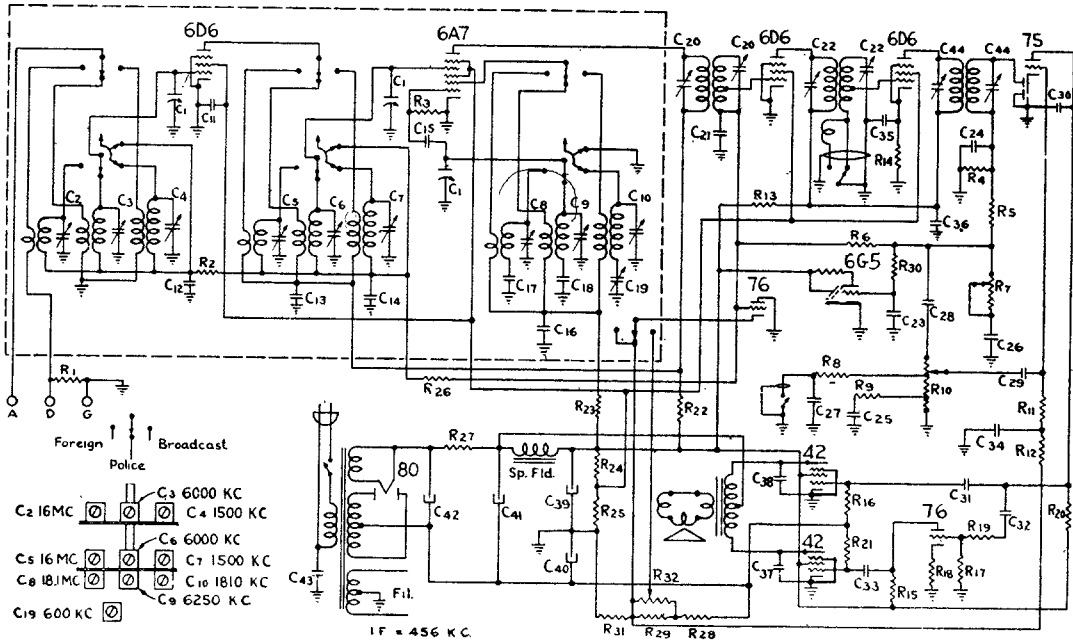 6D6
6A7
C20
C20
6D6
C22
C22
6D6
C44
C44
75
C1
C11
C1
R3
C15
C1
C21
C35
R14
C24
R4
C30
C2
C3
C4
C5
C6
C7
C8
C9
C10
R13
C36
R5
R2
C12
C13
C14
C17
C18
C19
C16
R6
6G5
R30
76
C23
C28
R7
C26
R1
A
D
G
R26
R23
R22
R8
R9
R10
C27
C25
C29
R11
C34
R12
Foreign
Broadcast
Police
R27
80
Sp. Fld.
R24
R25
42
C38
R16
C31
C3 6000 KC
C2 16MC
C4 1500 KC
C42
C41
C39
C40
76
R19
C32
R20
C6 6000 KC
C5 16MC
C7 1500 KC
C8 18.1MC
C10 1810 KC
C9 6250 KC
C43
42
R21
C37
C33
R18
R17
R15
C19 600 KC
Fil.
R32
R31
R29
R28
IF = 456 KC.